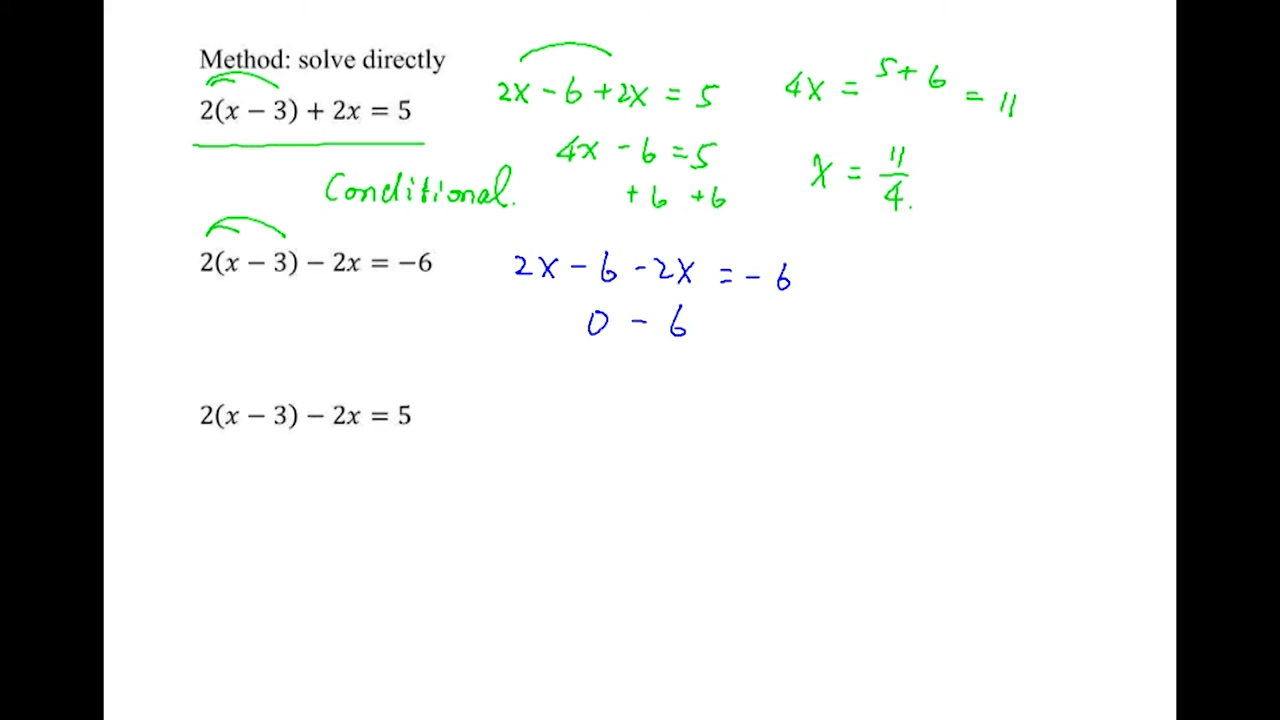 Method: solve directly
2(x − 3) + 2x = 5
2x − 6 + 2x = 5
4x − 6 = 5
+ 6 + 6
4x = 5 + 6 = 11
x = 11/4.
Conditional.
2(x − 3) − 2x = −6
2x − 6 − 2x = − 6
0 − 6
2(x − 3) − 2x = 5